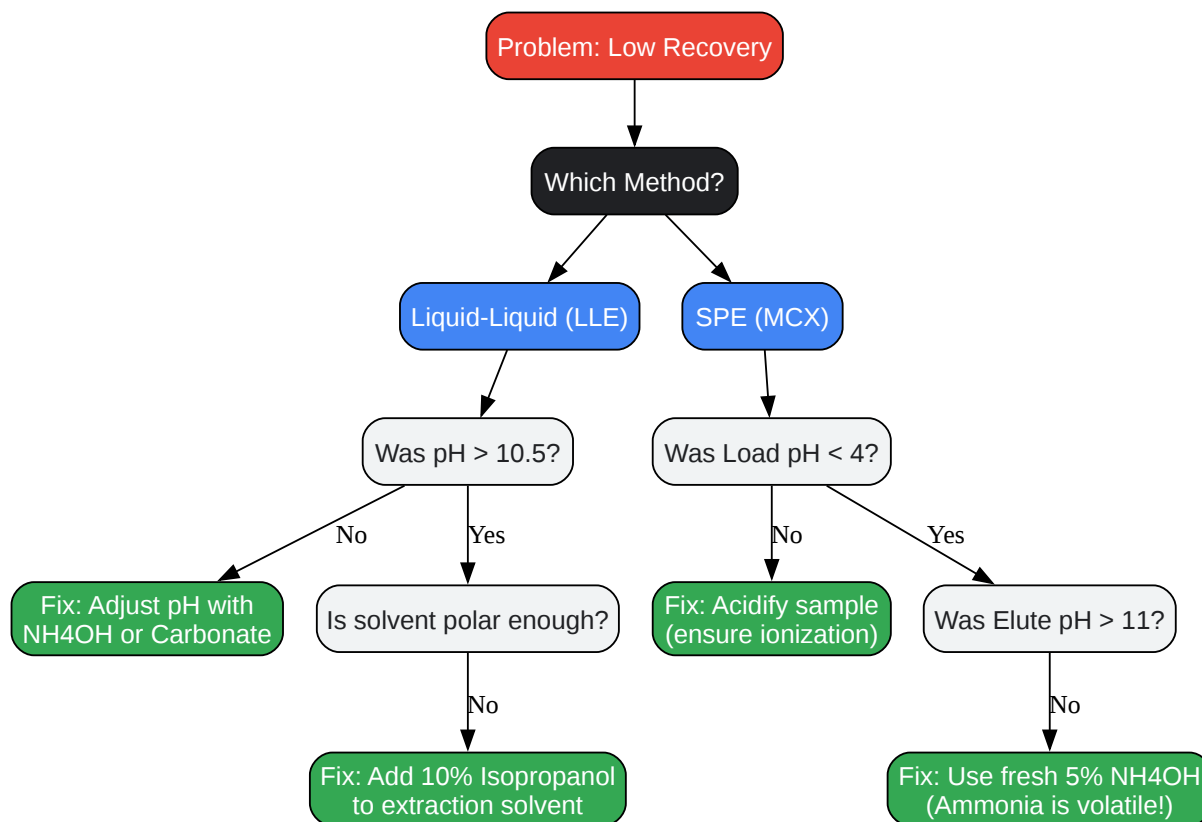 Problem: Low Recovery
Which Method?
Liquid-Liquid (LLE)
SPE (MCX)
Was pH > 10.5?
Was Load pH < 4?
No
Yes
No
Yes
Fix: Adjust pH with
NH4OH or Carbonate
Is solvent polar enough?
Fix: Acidify sample
(ensure ionization)
Was Elute pH > 11?
No
No
Fix: Add 10% Isopropanol
to extraction solvent
Fix: Use fresh 5% NH4OH
(Ammonia is volatile!)